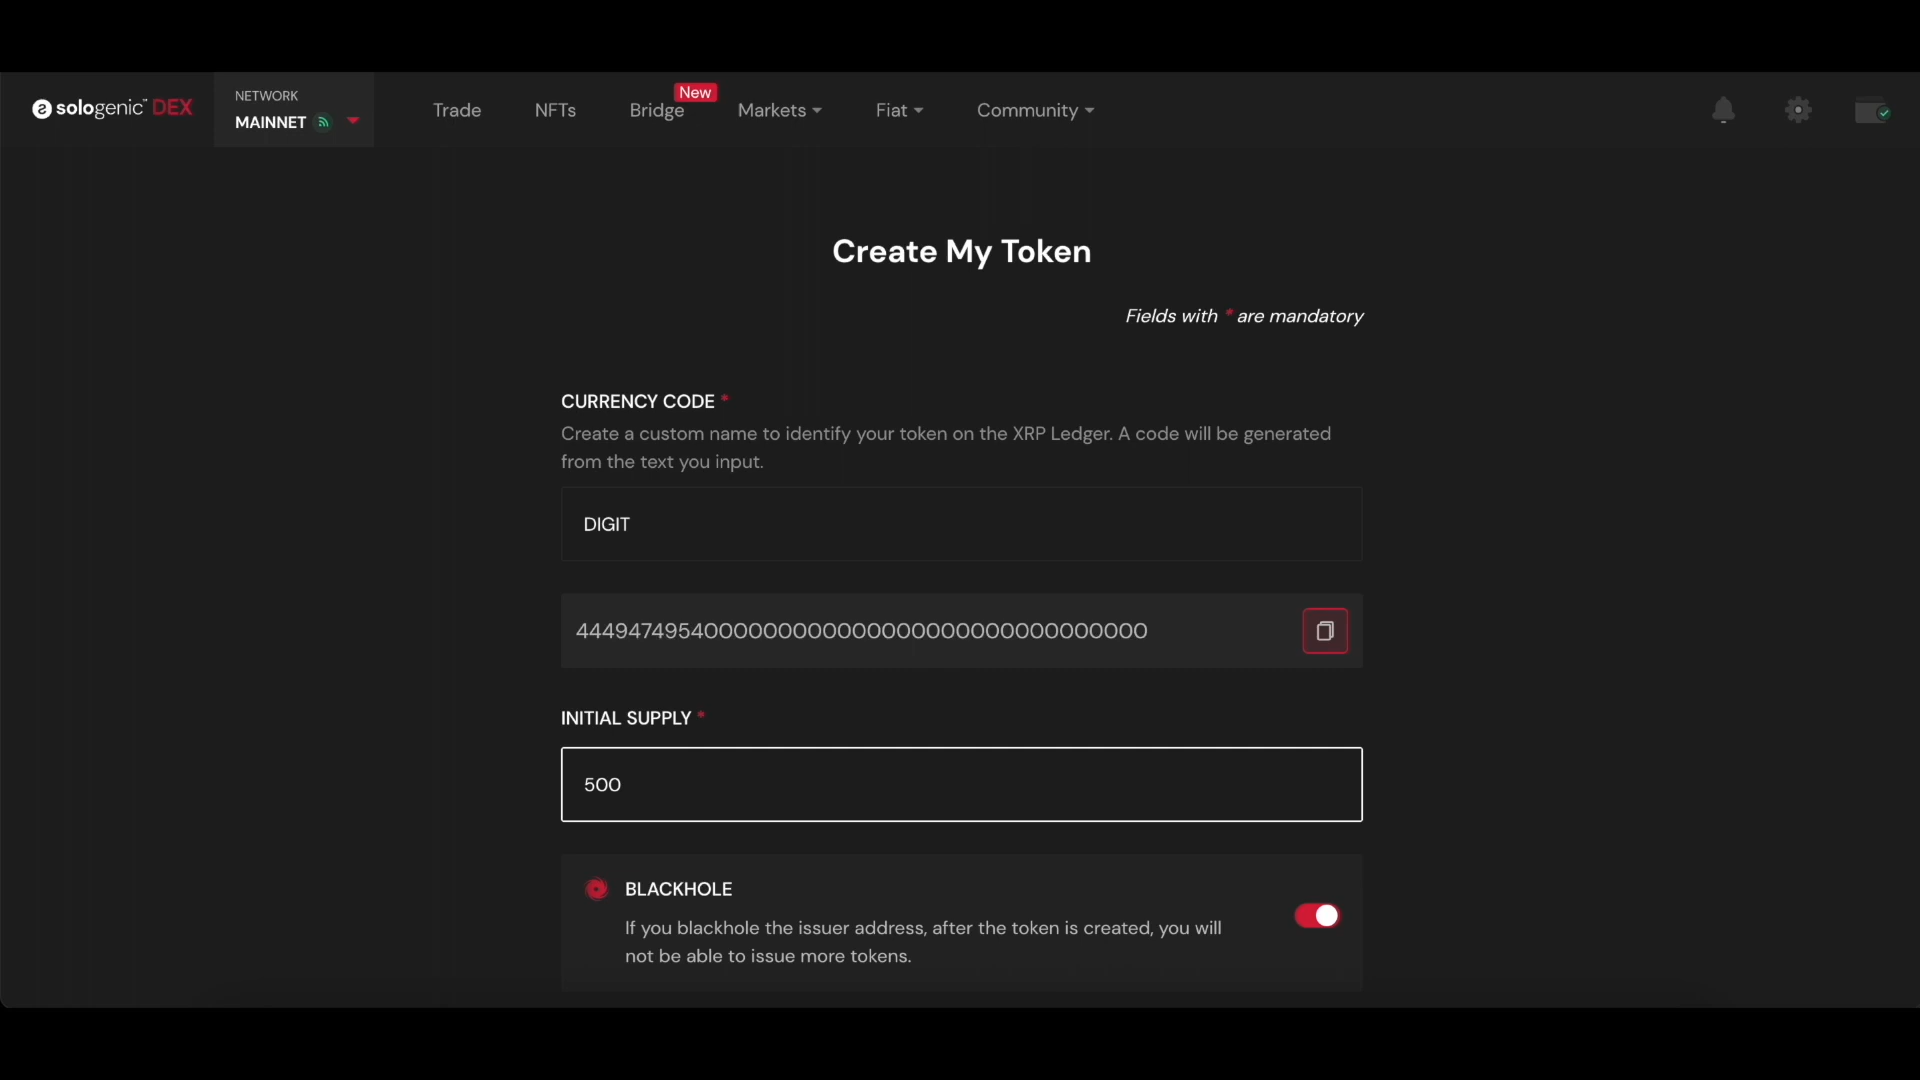 sologenic™ DEX
NETWORK
MAINNET
Trade
NFTs
Bridge
New
Markets
Fiat
Community
Create My Token
Fields with * are mandatory
CURRENCY CODE *
Create a custom name to identify your token on the XRP Ledger. A code will be generated
from the text you input.
DIGIT
4449474954000000000000000000000000000000
INITIAL SUPPLY *
500
BLACKHOLE
If you blackhole the issuer address, after the token is created, you will
not be able to issue more tokens.